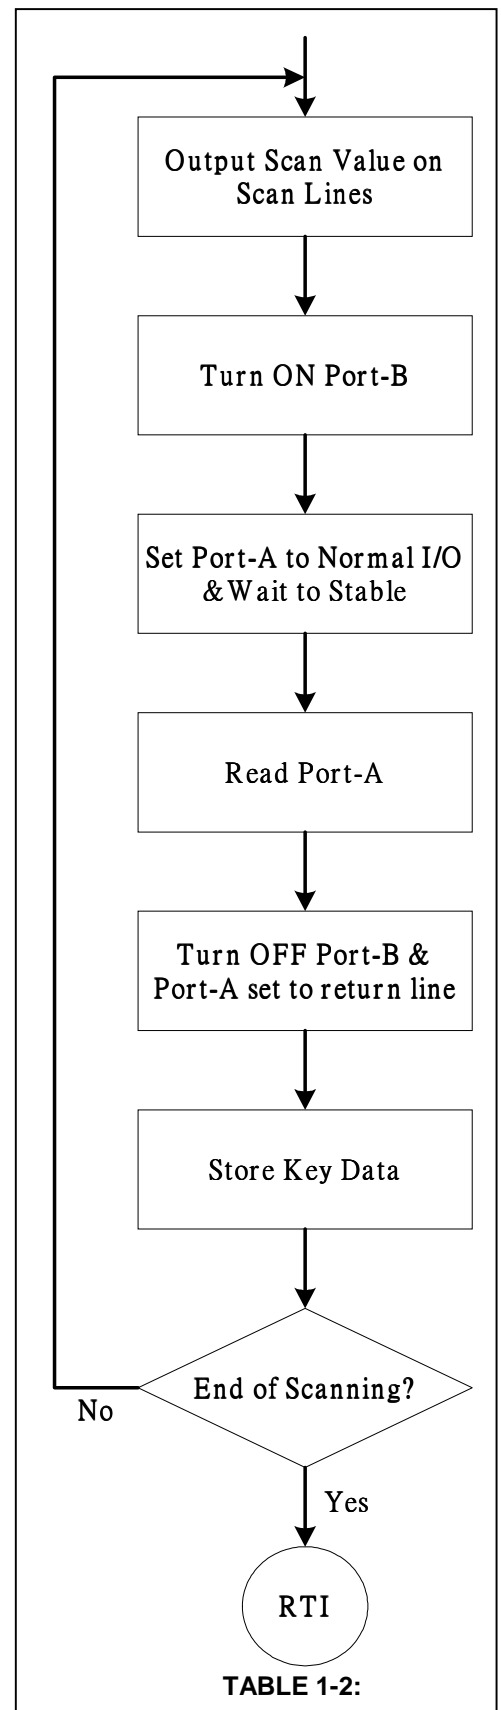 Output Scan Value on
Scan Lines
Turn ON Port-B
Set Port-A to Normal I/O
&Wait to Stable
Read Port-A
Turn OFF Port-B &
Port-A set to return line
Store Key Data
End of Scanning?
No
Yes
RTI
TABLE 1-2: